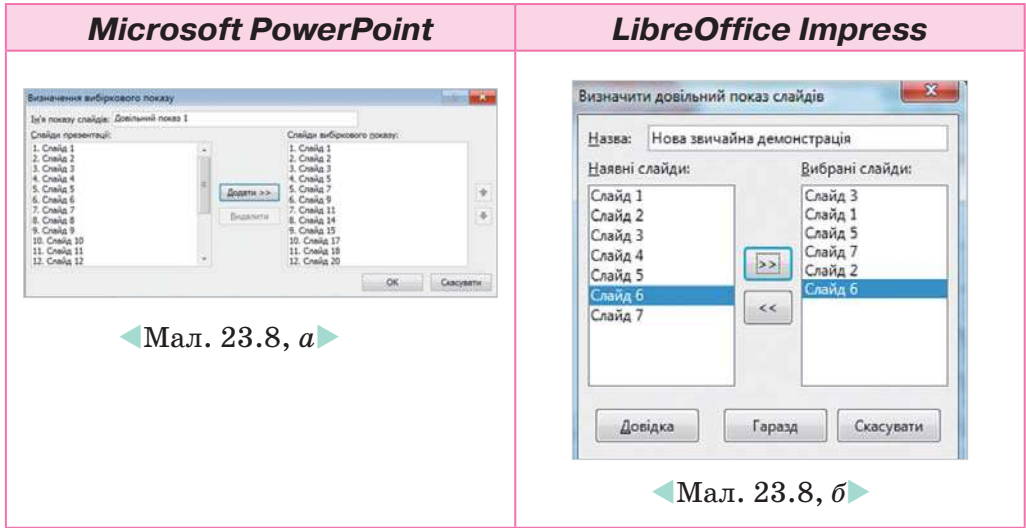 Microsoft PowerPoint
LibreOffice Impress
Визначення вибіркового показу
Ім'я показу слайдів: Довільний показ 1
Слайди презентації:
1. Слайд 1
2. Слайд 2
3. Слайд 3
4. Слайд 4
5. Слайд 5
6. Слайд 6
7. Слайд 7
8. Слайд 8
9. Слайд 9
10. Слайд 10
11. Слайд 11
12. Слайд 12
Додати >>
Видалити
Слайди вибіркового показу:
1. Слайд 1
2. Слайд 2
3. Слайд 3
4. Слайд 5
5. Слайд 7
6. Слайд 9
7. Слайд 11
8. Слайд 14
9. Слайд 15
10. Слайд 17
11. Слайд 18
12. Слайд 20
OK
Скасувати
Мал. 23.8, а
Визначити довільний показ слайдів
Назва: Нова звичайна демонстрація
Наявні слайди:
Слайд 1
Слайд 2
Слайд 3
Слайд 4
Слайд 5
Слайд 6
Слайд 7
>>
<<
Вибрані слайди:
Слайд 3
Слайд 1
Слайд 5
Слайд 7
Слайд 2
Слайд 6
Довідка
Гаразд
Скасувати
Мал. 23.8, б